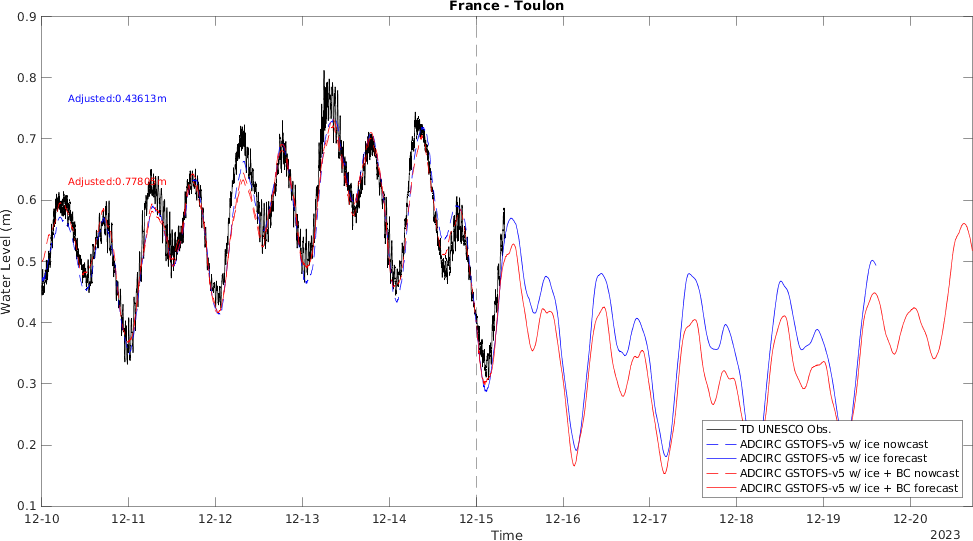 France - Toulon
0.9
0.8
0.7
0.6
0.5
0.4
0.3
0.2
0.1
Water Level (m)
Adjusted:0.43613m
TD UNESCO Obs.
ADCIRC GSTOFS-v5 w/ ice nowcast
ADCIRC GSTOFS-v5 w/ ice forecast
ADCIRC GSTOFS-v5 w/ ice + BC nowcast
ADCIRC GSTOFS-v5 w/ ice + BC forecast
12-10 12-11 12-12 12-13 12-14 12-15 12-16 12-17 12-18 12-19 12-20
Time
2023